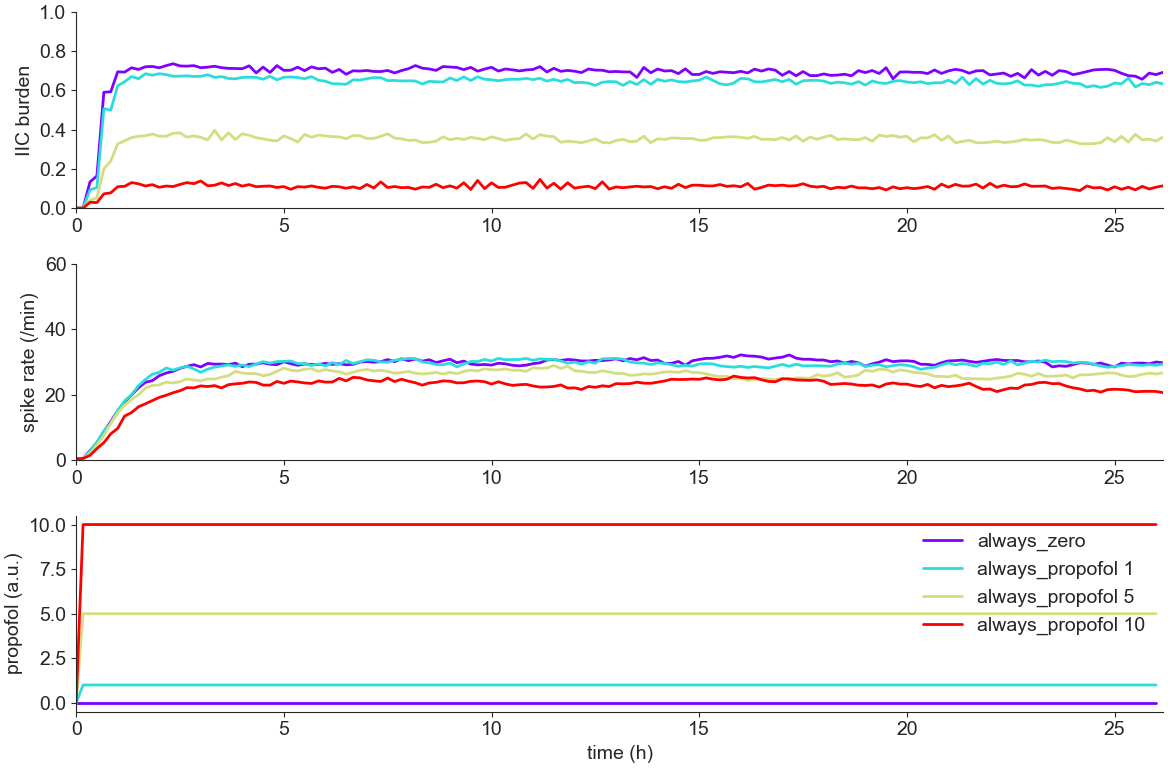 IIC burden
1.0
0.8
0.6
0.4
0.2
0.0
0 5 10 15 20 25
spike rate (/min)
60
40
20
0
0 5 10 15 20 25
propofol (a.u.)
10.0
7.5
5.0
2.5
0.0
always_zero
always_propofol 1
always_propofol 5
always_propofol 10
0 5 10 15 20 25
time (h)